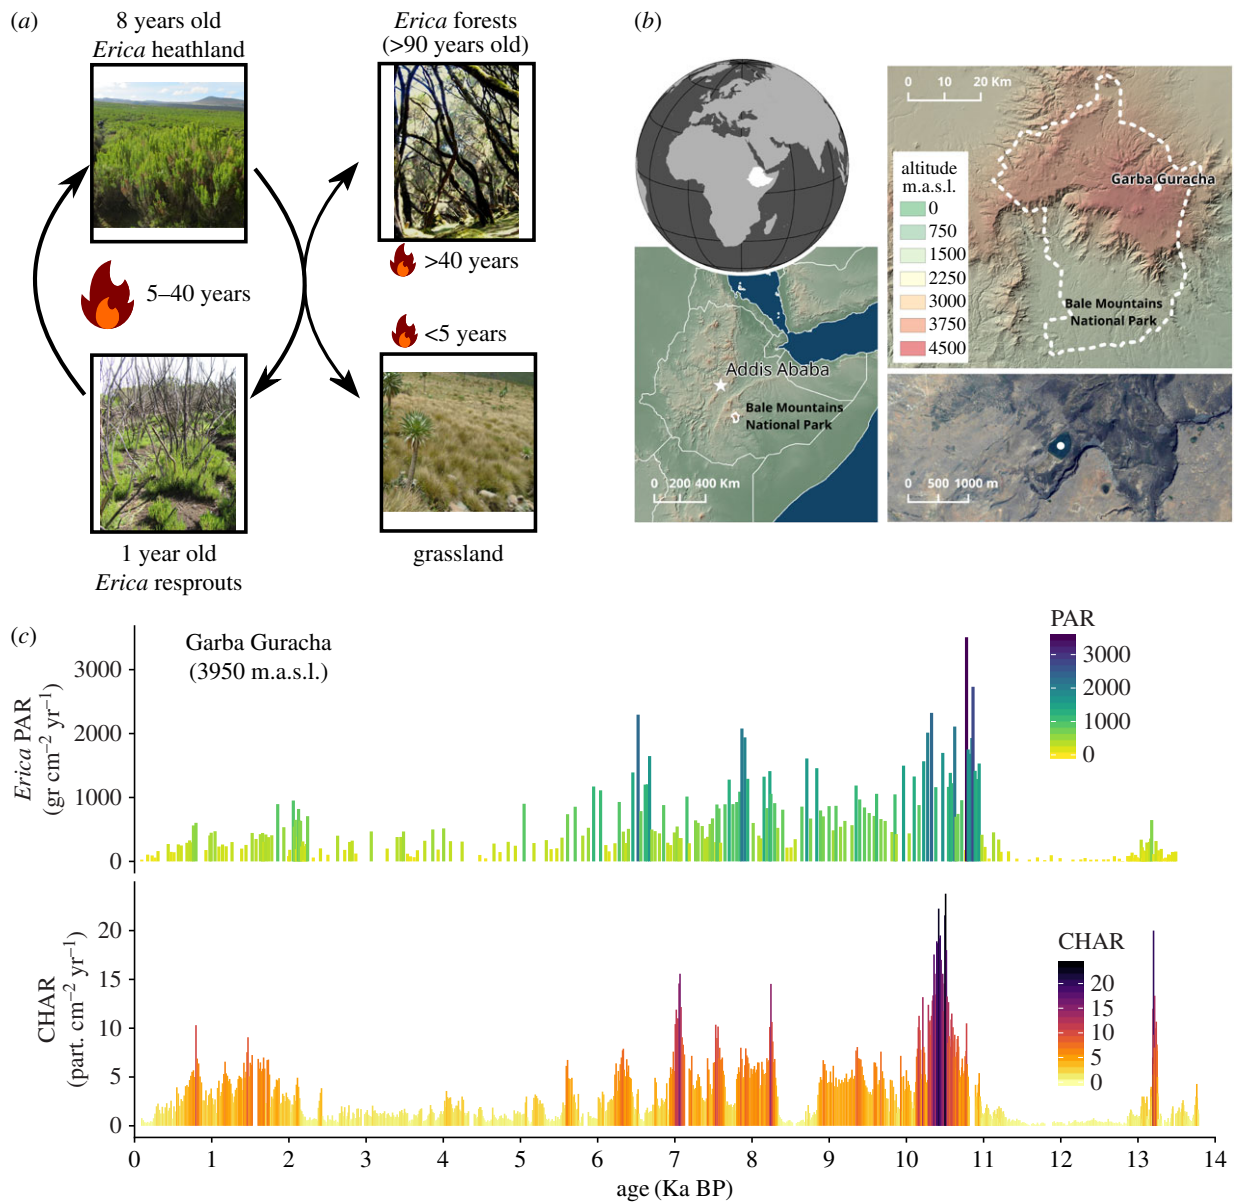 (a)
8 years old
Erica heathland
Erica forests
(>90 years old)
5–40 years
>40 years
<5 years
1 year old
Erica resprouts
grassland
(b)
0 10 20 Km
altitude
m.a.s.l.
0
750
1500
2250
3000
3750
4500
Garba Guracha
Bale Mountains
National Park
Addis Ababa
Bale Mountains
National Park
0 200 400 Km
0 500 1000 m
(c)
Garba Guracha
(3950 m.a.s.l.)
Erica PAR
(gr cm⁻² yr⁻¹)
3000
2000
1000
0
PAR
3000
2000
1000
0
CHAR
(part. cm⁻² yr⁻¹)
20
15
10
5
0
CHAR
20
15
10
5
0
0 1 2 3 4 5 6 7 8 9 10 11 12 13 14
age (Ka BP)